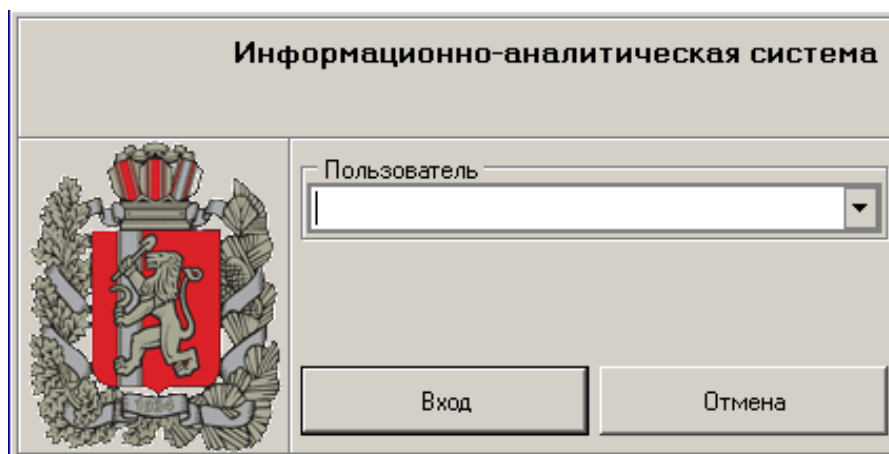 Информационно-аналитическая система
Пользователь
Вход
Отмена